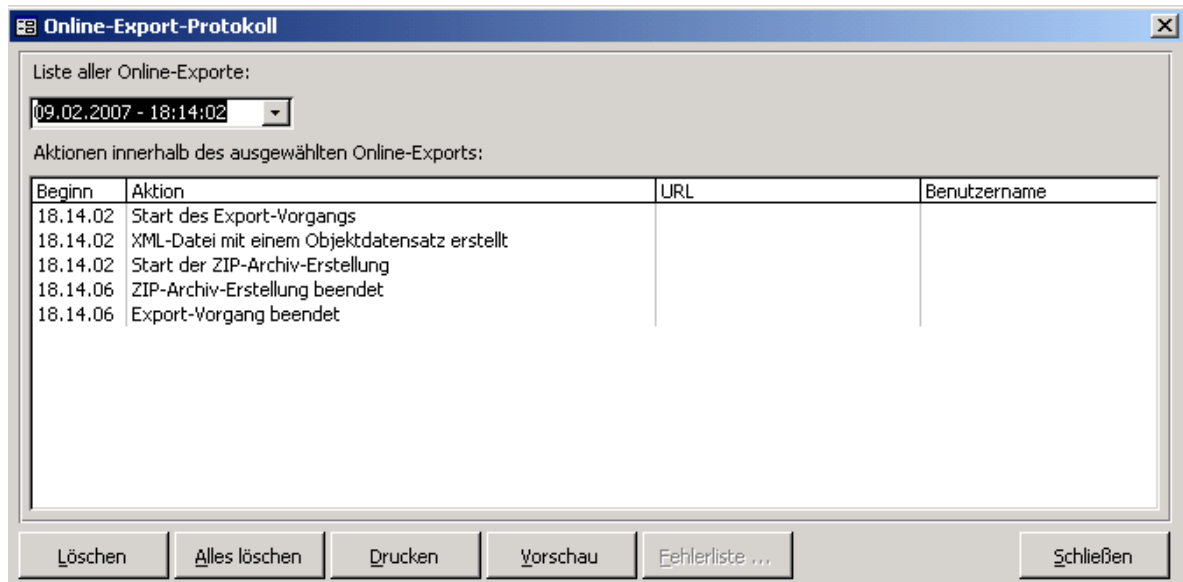 Online-Export-Protokoll
Liste aller Online-Exporte:
09.02.2007 - 18:14:02
Aktionen innerhalb des ausgewählten Online-Exports:
Beginn Aktion URL Benutzername
18.14.02 Start des Export-Vorgangs
18.14.02 XML-Datei mit einem Objektdatensatz erstellt
18.14.02 Start der ZIP-Archiv-Erstellung
18.14.06 ZIP-Archiv-Erstellung beendet
18.14.06 Export-Vorgang beendet
Löschen Alles löschen Drucken Vorschau Fehlerliste ... Schließen